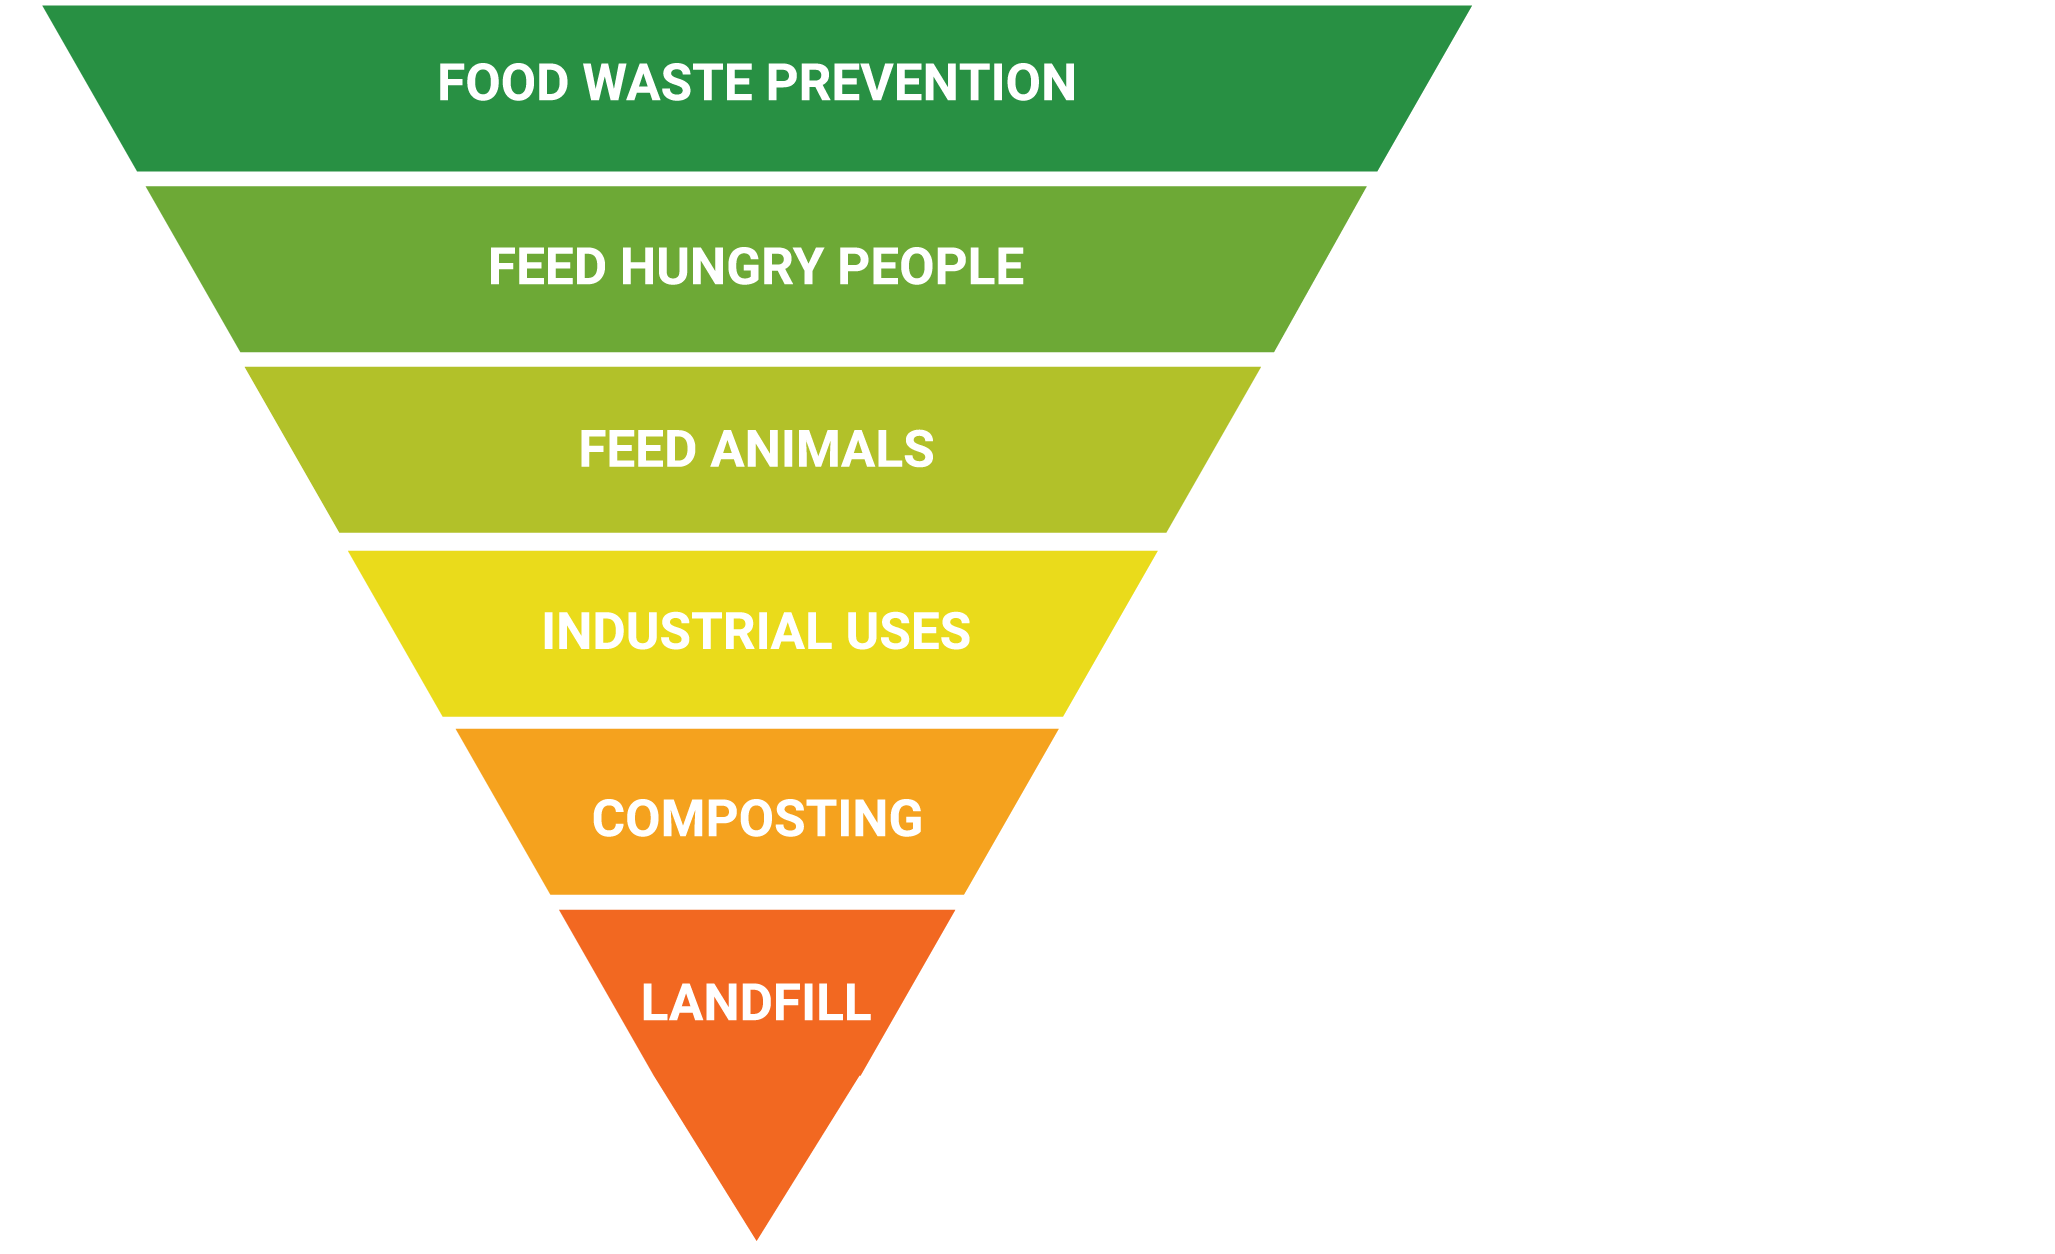 FOOD WASTE PREVENTION
FEED HUNGRY PEOPLE
FEED ANIMALS
INDUSTRIAL USES
COMPOSTING
LANDFILL